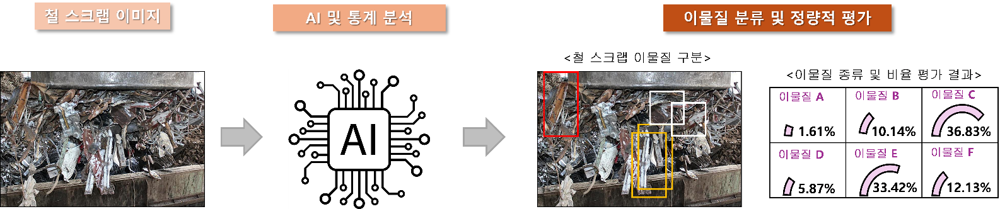 철 스크랩 이미지
AI 및 통계 분석
이물질 분류 및 정량적 평가
AI
<철 스크랩 이물질 구분>
<이물질 종류 및 비율 평가 결과>
이물질 A
1.61%
이물질 B
10.14%
이물질 C
36.83%
이물질 D
5.87%
이물질 E
33.42%
이물질 F
12.13%